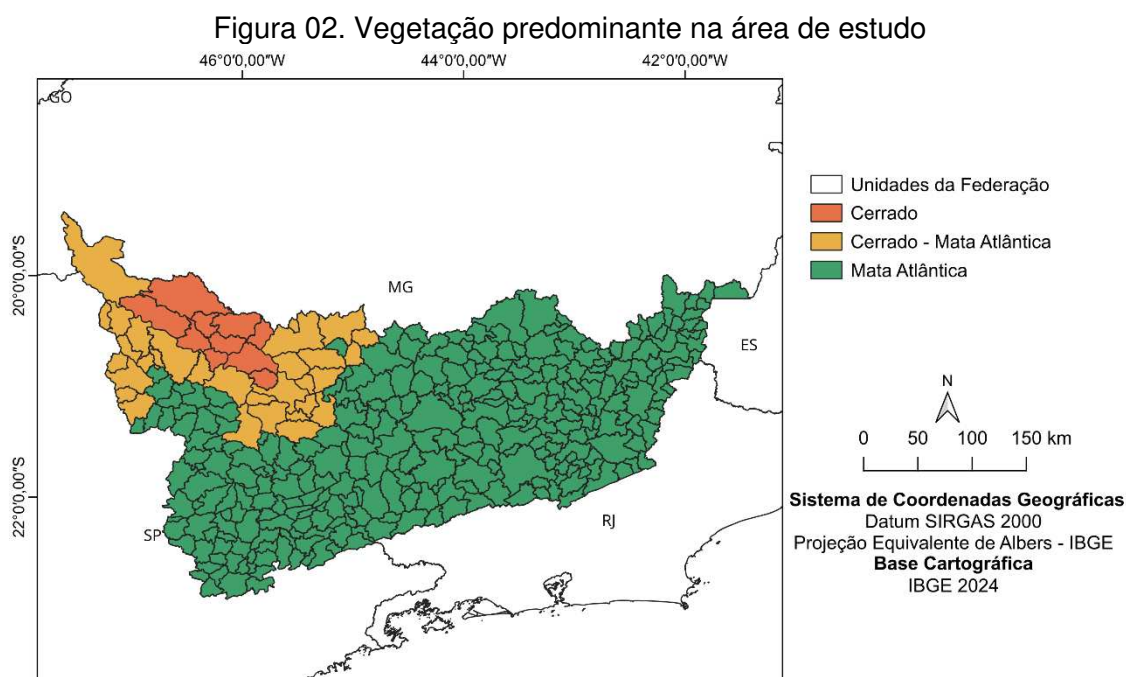 Figura 02. Vegetação predominante na área de estudo
46°0'0,00"W
44°0'0,00"W
42°0'0,00"W
GO
20°0'0,00"S
22°0'0,00"S
MG
ES
SP
RJ
Unidades da Federação
Cerrado
Cerrado - Mata Atlântica
Mata Atlântica
N
0 50 100 150 km
Sistema de Coordenadas Geográficas
Datum SIRGAS 2000
Projeção Equivalente de Albers - IBGE
Base Cartográfica
IBGE 2024